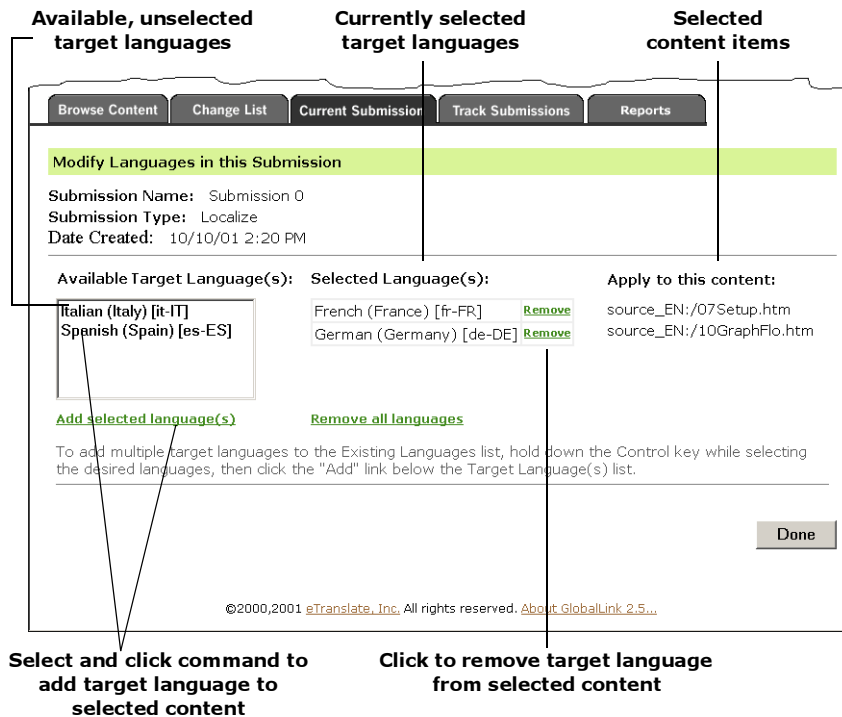 Available, unselected
target languages
Currently selected
target languages
Selected
content items
Browse Content
Change List
Current Submission
Track Submissions
Reports
Modify Languages in this Submission
Submission Name: Submission 0
Submission Type: Localize
Date Created: 10/10/01 2:20 PM
Available Target Language(s):
Italian (Italy) [it-IT]
Spanish (Spain) [es-ES]
Add selected language(s)
Selected Language(s):
French (France) [fr-FR] Remove
German (Germany) [de-DE] Remove
Remove all languages
Apply to this content:
source_EN:/07Setup.htm
source_EN:/10GraphFlo.htm
To add multiple target languages to the Existing Languages list, hold down the Control key while selecting
the desired languages, then click the "Add" link below the Target Language(s) list.
Done
©2000,2001 eTranslate, Inc. All rights reserved. About GlobalLink 2.5...
Select and click command to
add target language to
selected content
Click to remove target language
from selected content